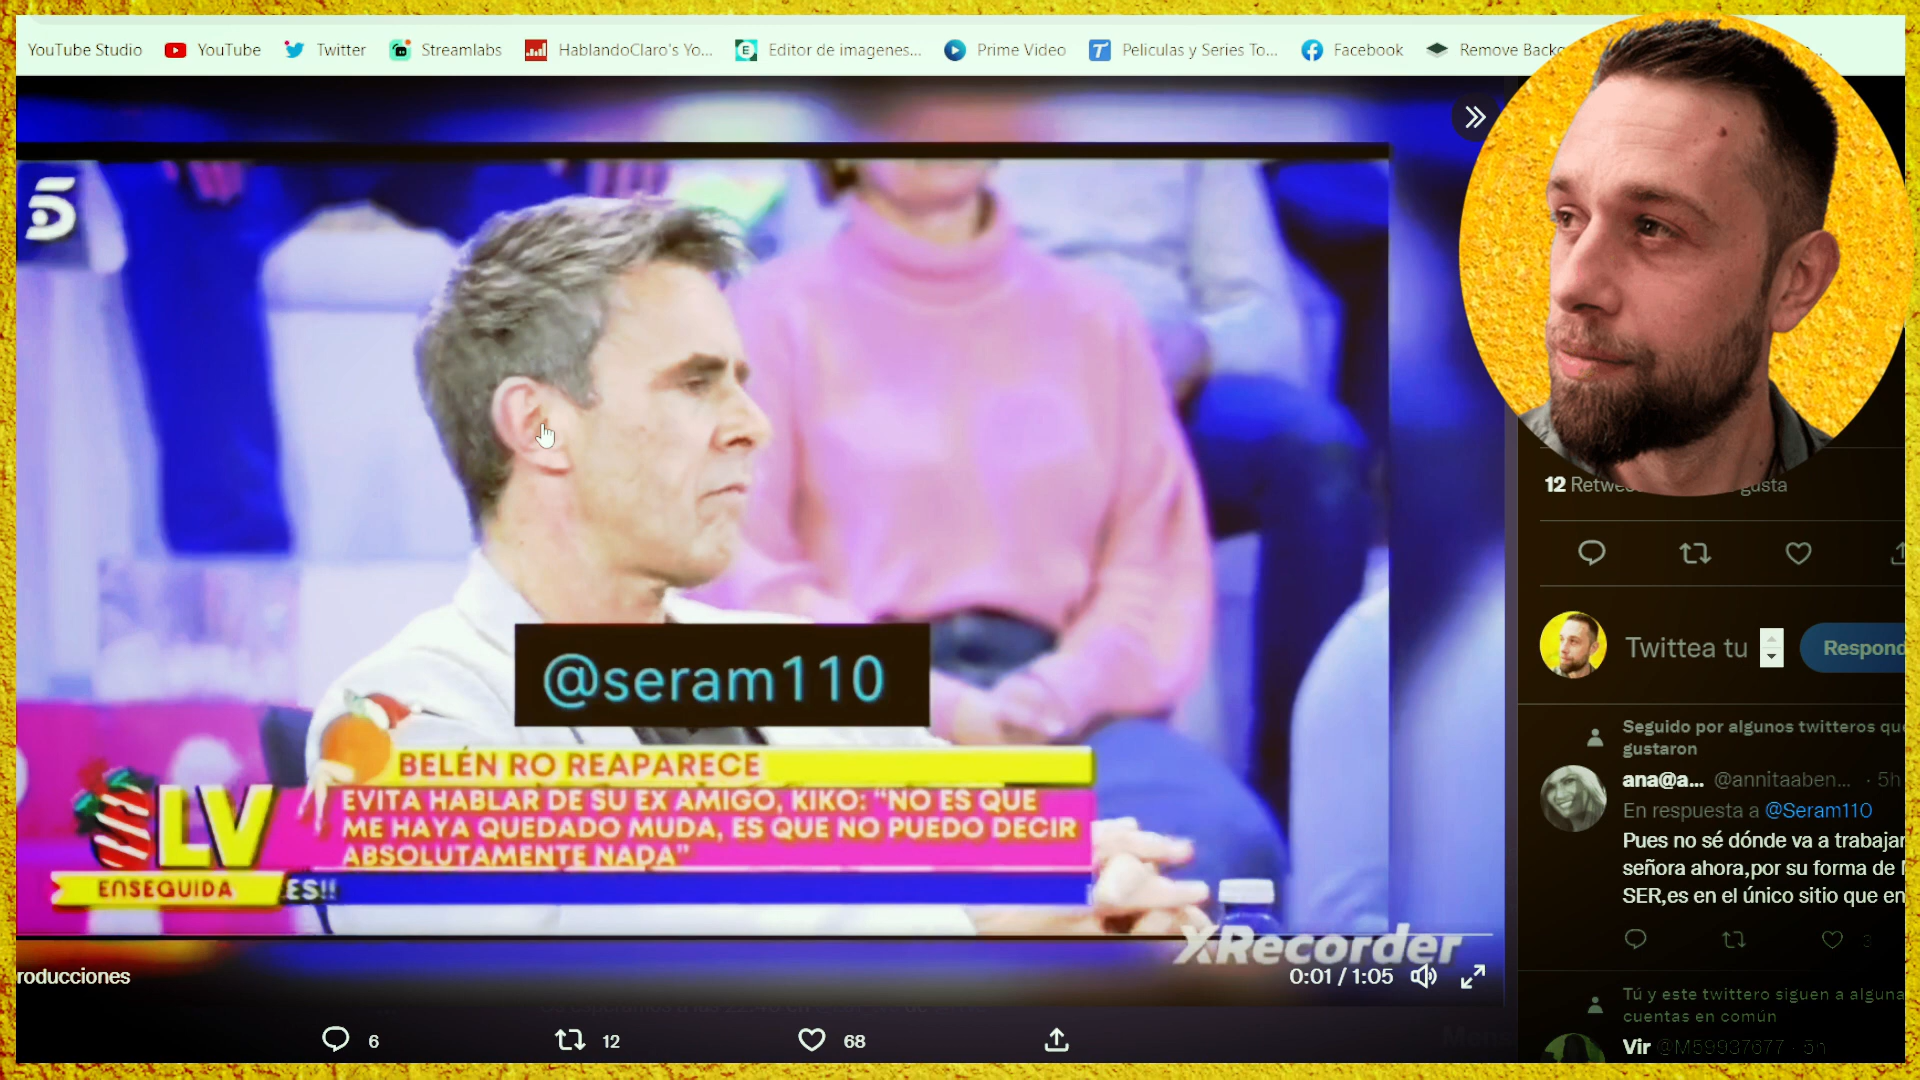 YouTube Studio
YouTube
Twitter
Streamlabs
HablandoClaro's Yo...
Editor de imagenes...
Prime Video
Peliculas y Series To...
Facebook
Remove Backg
5
@seram110
BELÉN RO REAPARECE
EVITA HABLAR DE SU EX AMIGO, KIKO: “NO ES QUE
ME HAYA QUEDADO MUDA, ES QUE NO PUEDO DECIR
ABSOLUTAMENTE NADA”
LV
ENSEGUIDA
ES!!
XRecorder
roducciones
0:01 / 1:05
6
12
68
12 Retwe
gusta
Twittea tu
Respond
Seguido por algunos twitteros que
gustaron
ana@a... @annitaaben... · 5h
En respuesta a @Seram110
Pues no sé dónde va a trabajar
señora ahora,por su forma de
SER,es en el único sitio que en
3
Tú y este twittero siguen a alguna
cuentas en común
Vir @M59937677 · 5h